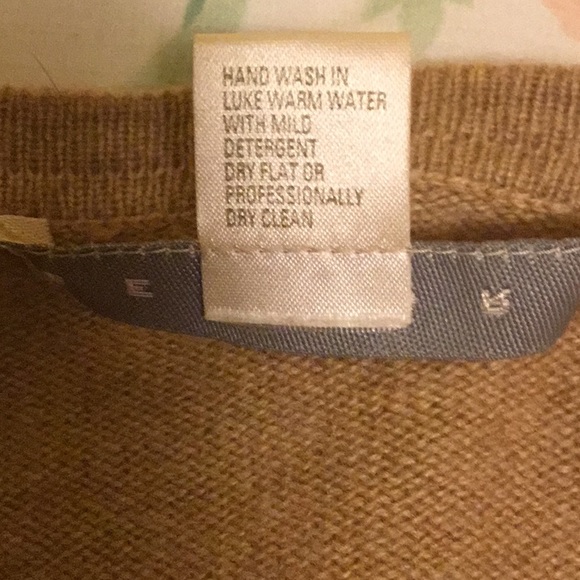 HAND WASH IN
LUKE WARM WATER
WITH MILD
DETERGENT
DRY FLAT OR
PROFESSIONALLY
DRY CLEAN
E R